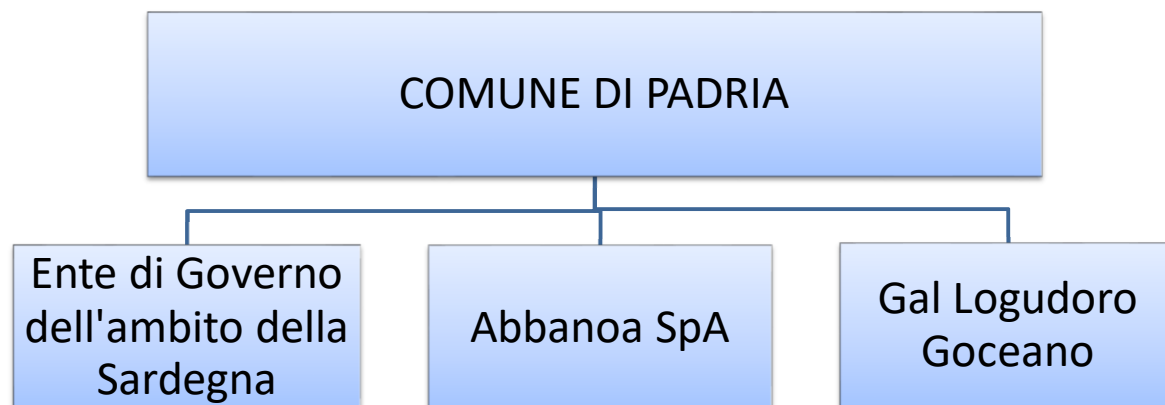 COMUNE DI PADRIA
Ente di Governo
dell'ambito della
Sardegna
Abbanoa SpA
Gal Logudoro
Goceano